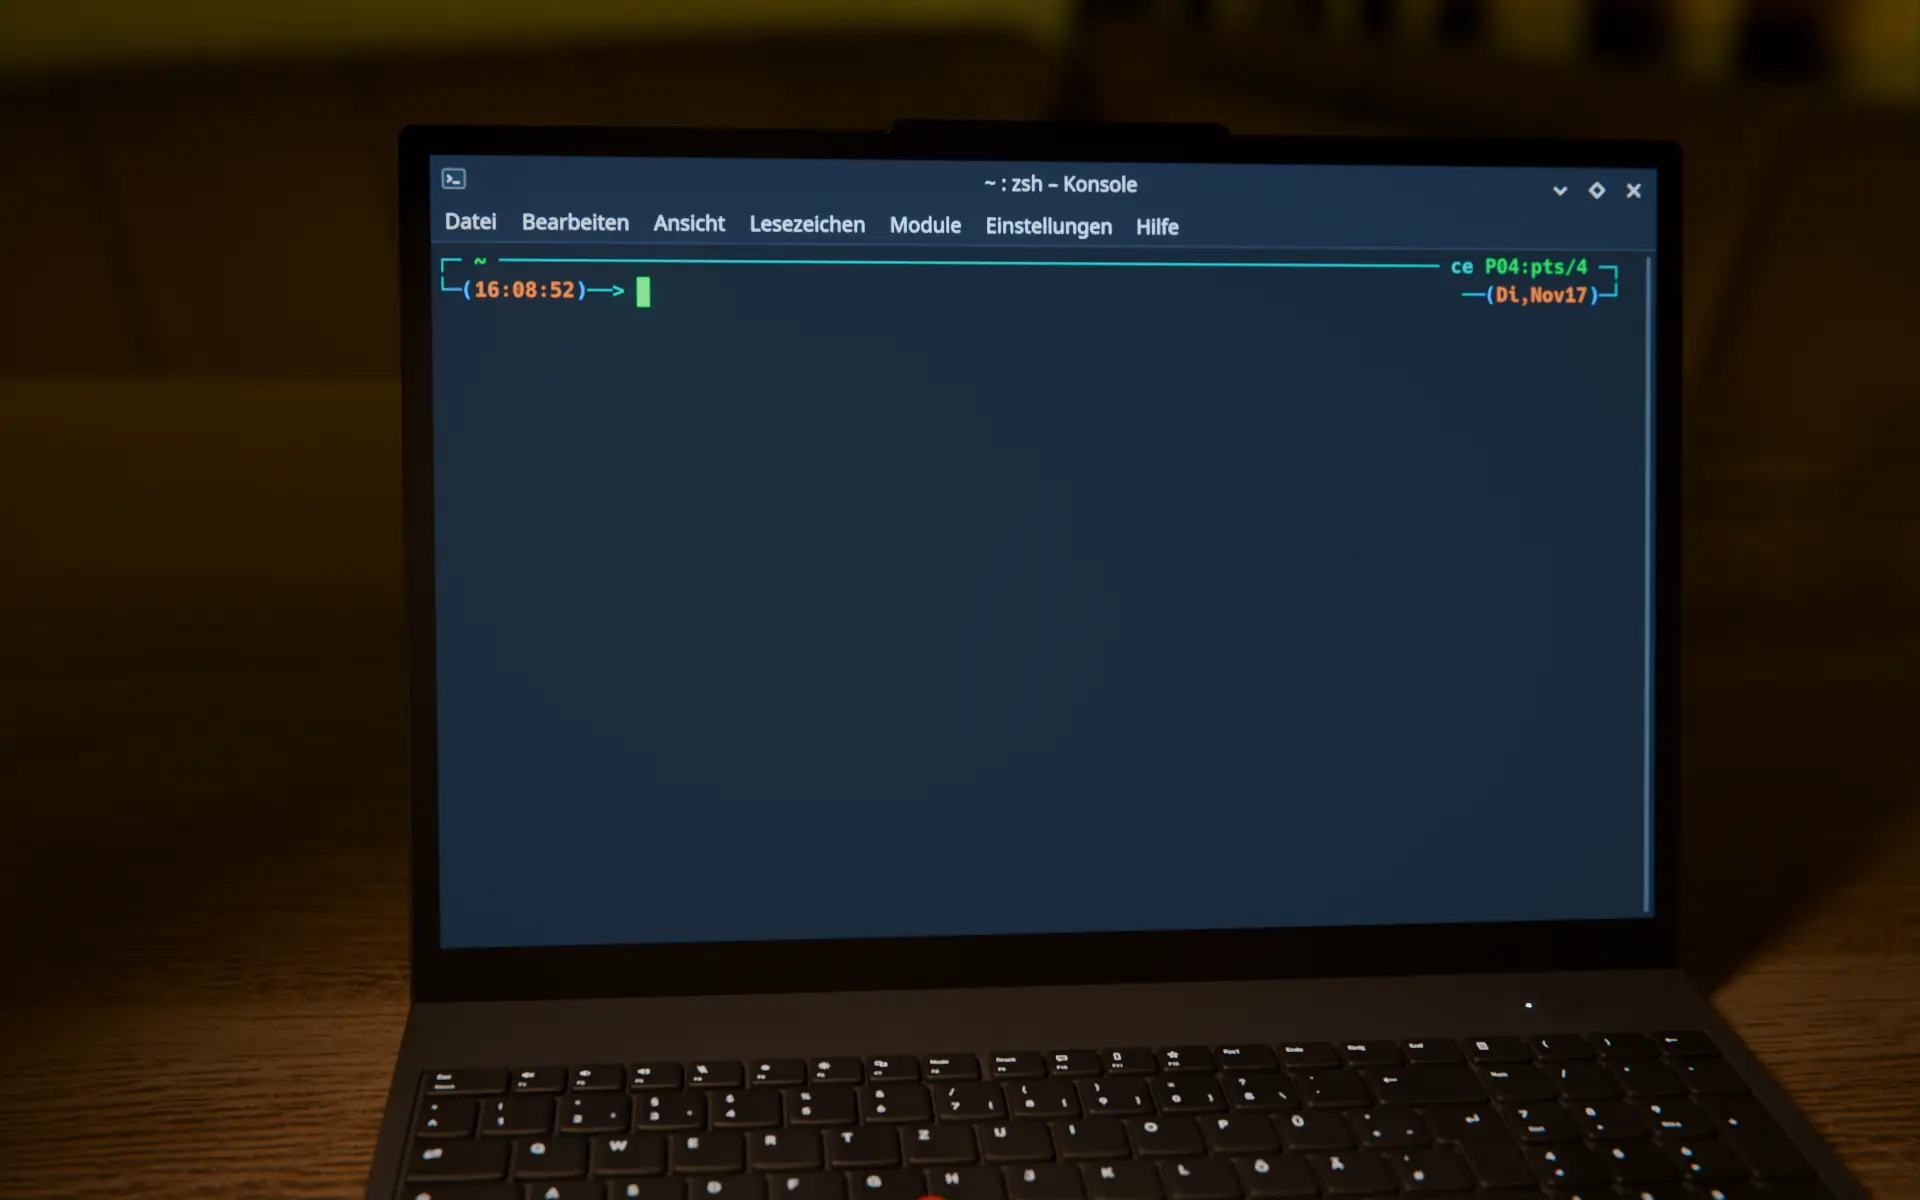 ~ : zsh – Konsole
Datei Bearbeiten Ansicht Lesezeichen Module Einstellungen Hilfe
~ ce P04:pts/4
(16:08:52)—> —(Di,Nov17)
Q W E R T Z U I O P Ü
A S D F G H J K L Ö Ä